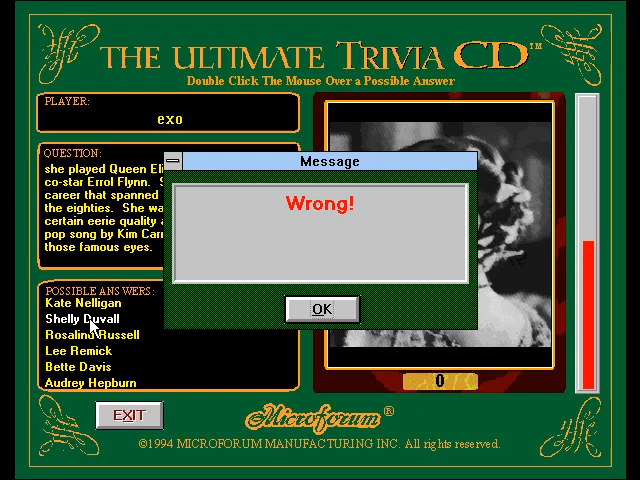 THE ULTIMATE TRIVIA CD™
Double Click The Mouse Over a Possible Answer
PLAYER:
exo
QUESTION:
she played Queen Eli
co-star Errol Flynn. S
career that spanned
the eighties. She wa
certain eerie quality a
pop song by Kim Carn
those famous eyes.
Message
Wrong!
OK
POSSIBLE ANSWERS:
Kate Nelligan
Shelly Duvall
Rosalind Russell
Lee Remick
Bette Davis
Audrey Hepburn
0
EXIT
Microforum®
©1994 MICROFORUM MANUFACTURING INC. All rights reserved.